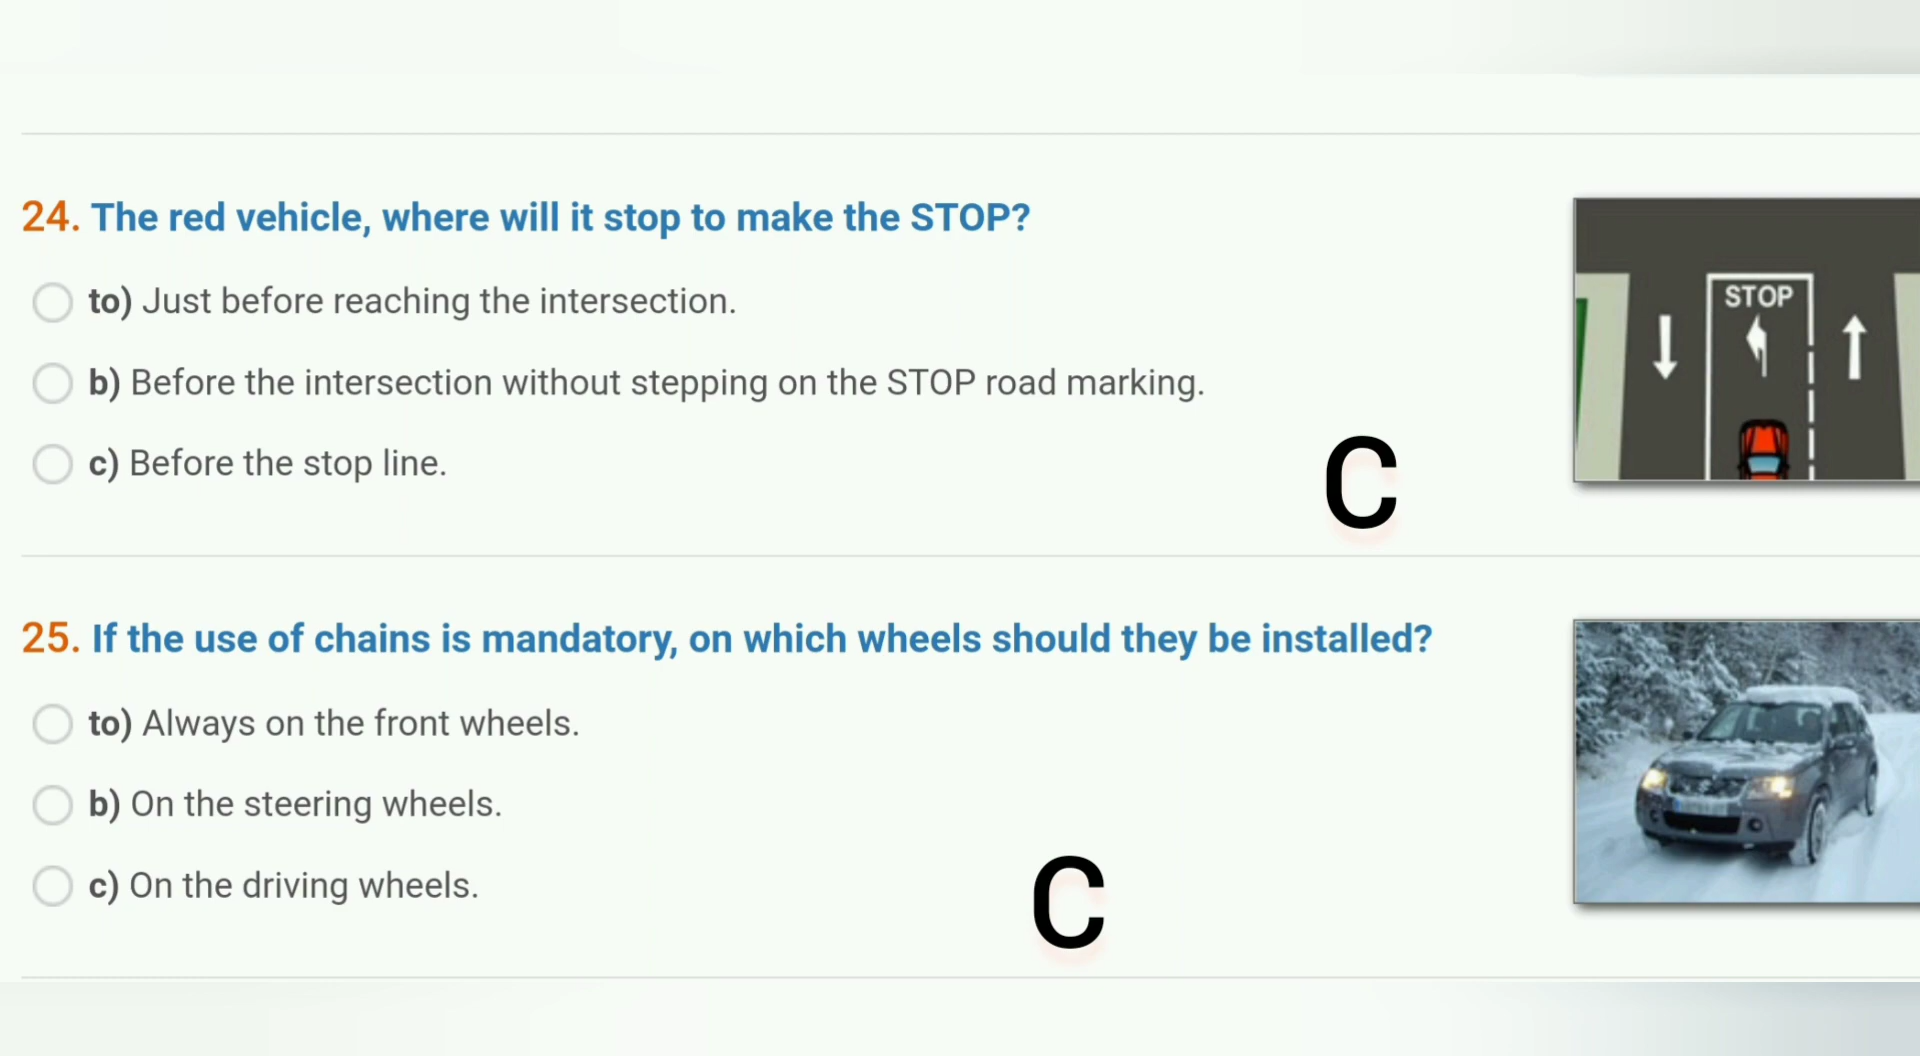 24. The red vehicle, where will it stop to make the STOP?
to) Just before reaching the intersection.
b) Before the intersection without stepping on the STOP road marking.
c) Before the stop line.
C
STOP
25. If the use of chains is mandatory, on which wheels should they be installed?
to) Always on the front wheels.
b) On the steering wheels.
c) On the driving wheels.
C